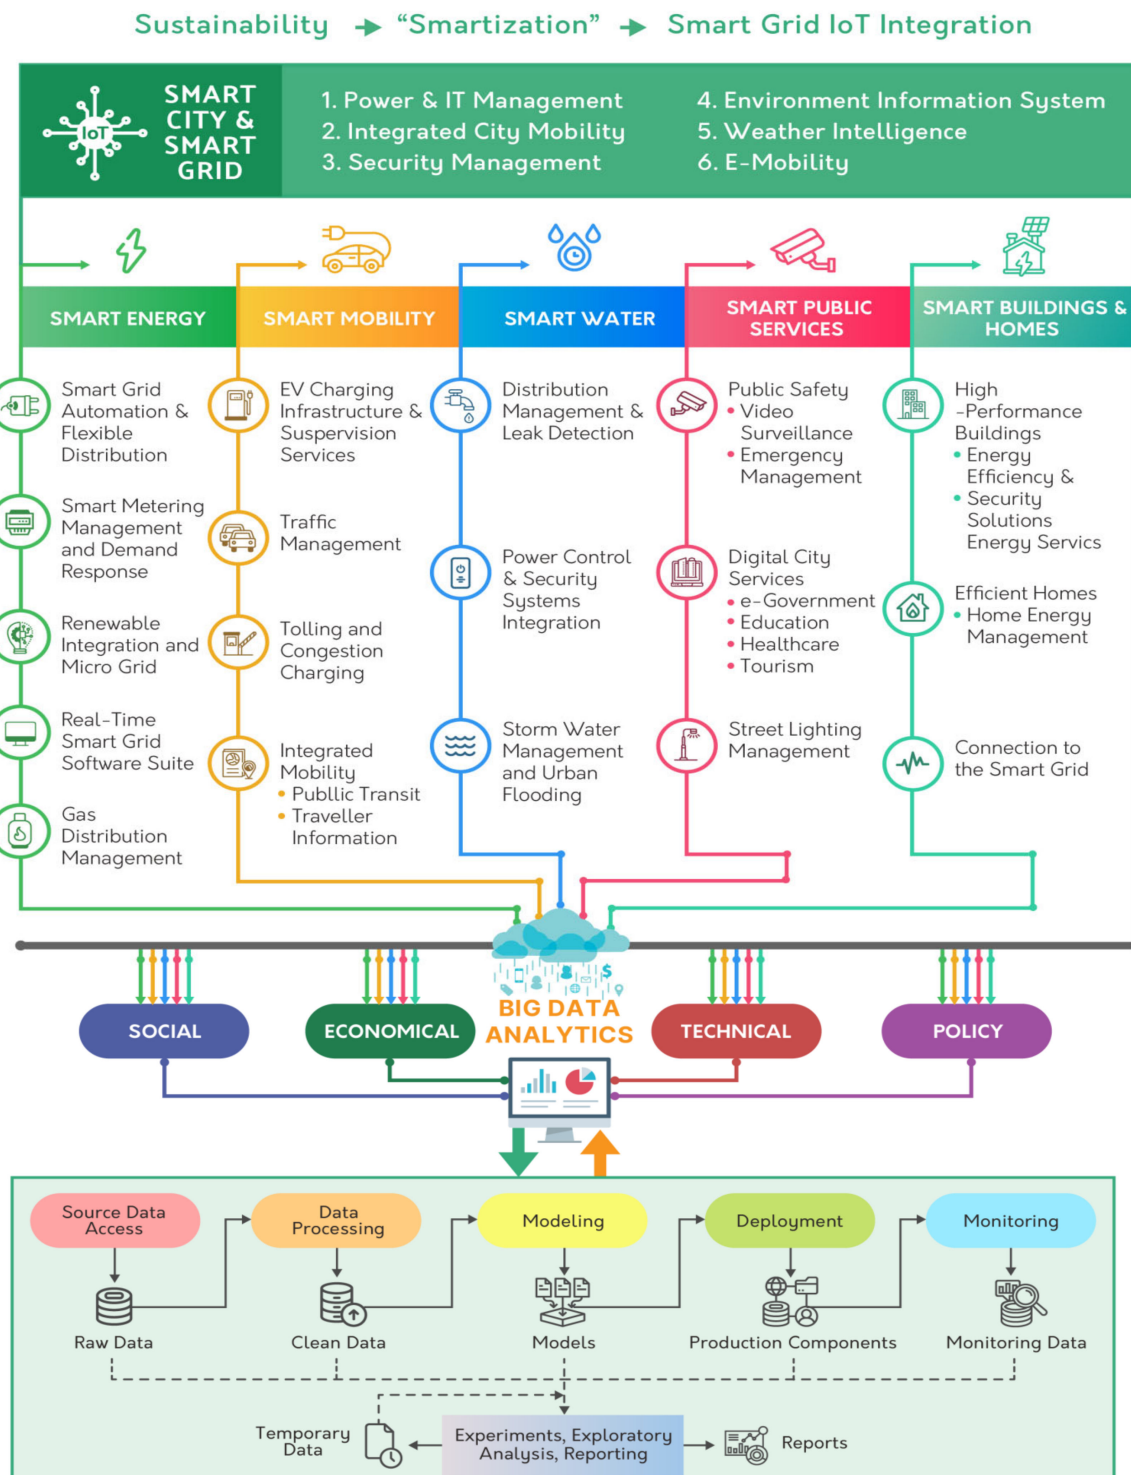 Sustainability
“Smartization”
Smart Grid IoT Integration
IoT
SMART
CITY &
SMART
GRID
1. Power & IT Management
2. Integrated City Mobility
3. Security Management
4. Environment Information System
5. Weather Intelligence
6. E-Mobility
SMART ENERGY
SMART MOBILITY
SMART WATER
SMART PUBLIC
SERVICES
SMART BUILDINGS &
HOMES
Smart Grid
Automation &
Flexible
Distribution
Smart Metering
Management
and Demand
Response
Renewable
Integration and
Micro Grid
Real-Time
Smart Grid
Software Suite
Gas
Distribution
Management
EV Charging
Infrastructure &
Suspervision
Services
Traffic
Management
Tolling and
Congestion
Charging
Integrated
Mobility
• Publlic Transit
• Traveller
Information
Distribution
Management &
Leak Detection
Power Control
& Security
Systems
Integration
Storm Water
Management
and Urban
Flooding
Public Safety
• Video
Surveillance
• Emergency
Management
Digital City
Services
• e-Government
• Education
• Healthcare
• Tourism
Street Lighting
Management
High
-Performance
Buildings
• Energy
Efficiency &
• Security
Solutions
Energy Servics
Efficient Homes
• Home Energy
Management
Connection to
the Smart Grid
$
BIG DATA
ANALYTICS
SOCIAL
ECONOMICAL
TECHNICAL
POLICY
Source Data
Access
Data
Processing
Modeling
Deployment
Monitoring
Raw Data
Clean Data
Models
Production Components
Monitoring Data
Temporary
Data
Experiments, Exploratory
Analysis, Reporting
Reports